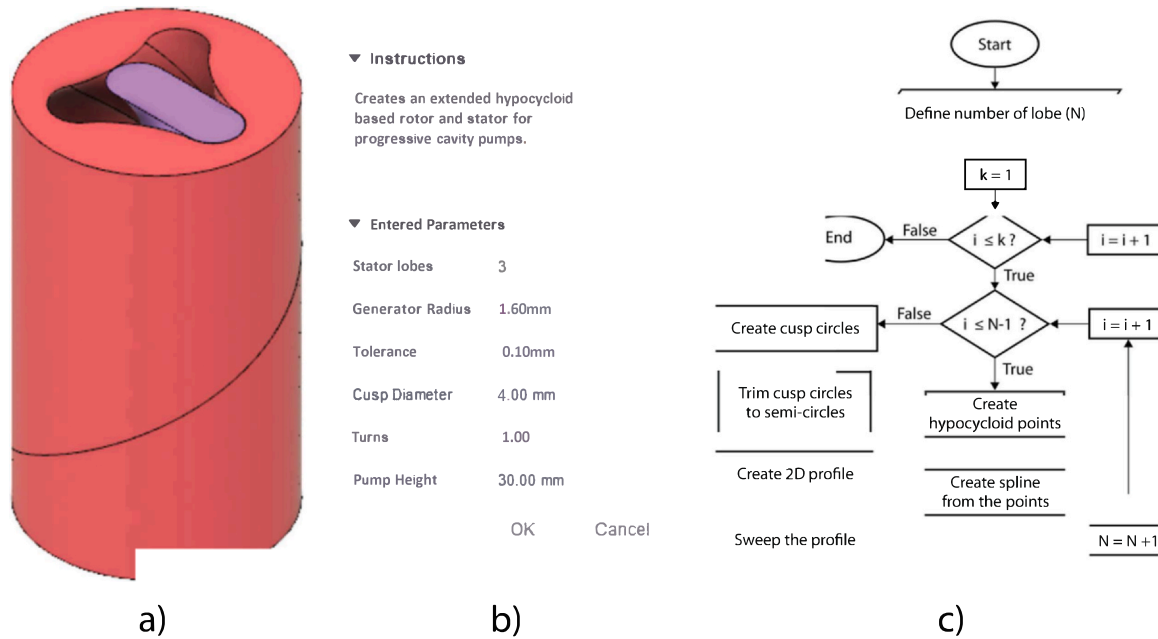 Instructions
Creates an extended hypocycloid
based rotor and stator for
progressive cavity pumps.
Entered Parameters
Stator lobes 3
Generator Radius 1.60mm
Tolerance 0.10mm
Cusp Diameter 4.00 mm
Turns 1.00
Pump Height 30.00 mm
OK Cancel
Start
Define number of lobe (N)
k = 1
End
False
i ≤ k ?
i = i + 1
True
False
i ≤ N-1 ?
i = i + 1
Create cusp circles
True
Trim cusp circles
to semi-circles
Create
hypocycloid points
Create 2D profile
Create spline
from the points
Sweep the profile
N = N +1
a)
b)
c)